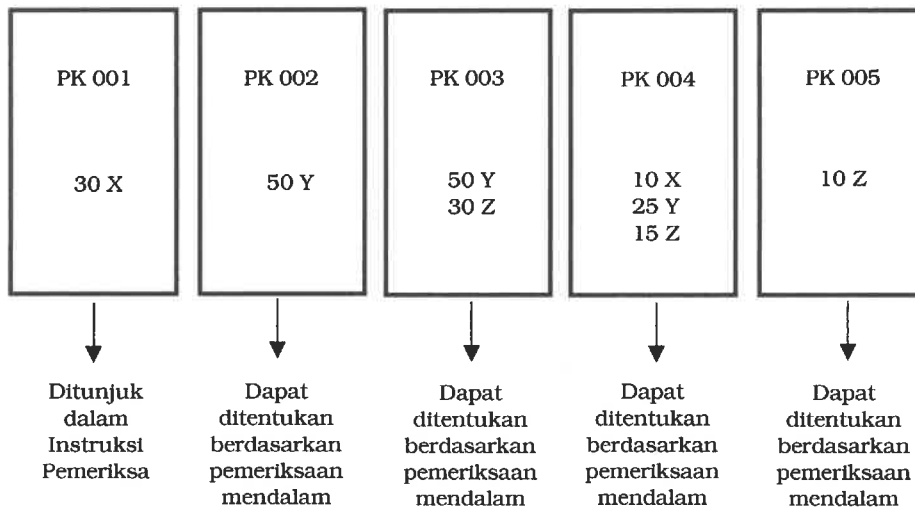 PK 001
30 X
PK 002
50 Y
PK 003
50 Y
30 Z
PK 004
10 X
25 Y
15 Z
PK 005
10 Z
Ditunjuk
dalam
Instruksi
Pemeriksa
Dapat
ditentukan
berdasarkan
pemeriksaan
mendalam
Dapat
ditentukan
berdasarkan
pemeriksaan
mendalam
Dapat
ditentukan
berdasarkan
pemeriksaan
mendalam
Dapat
ditentukan
berdasarkan
pemeriksaan
mendalam